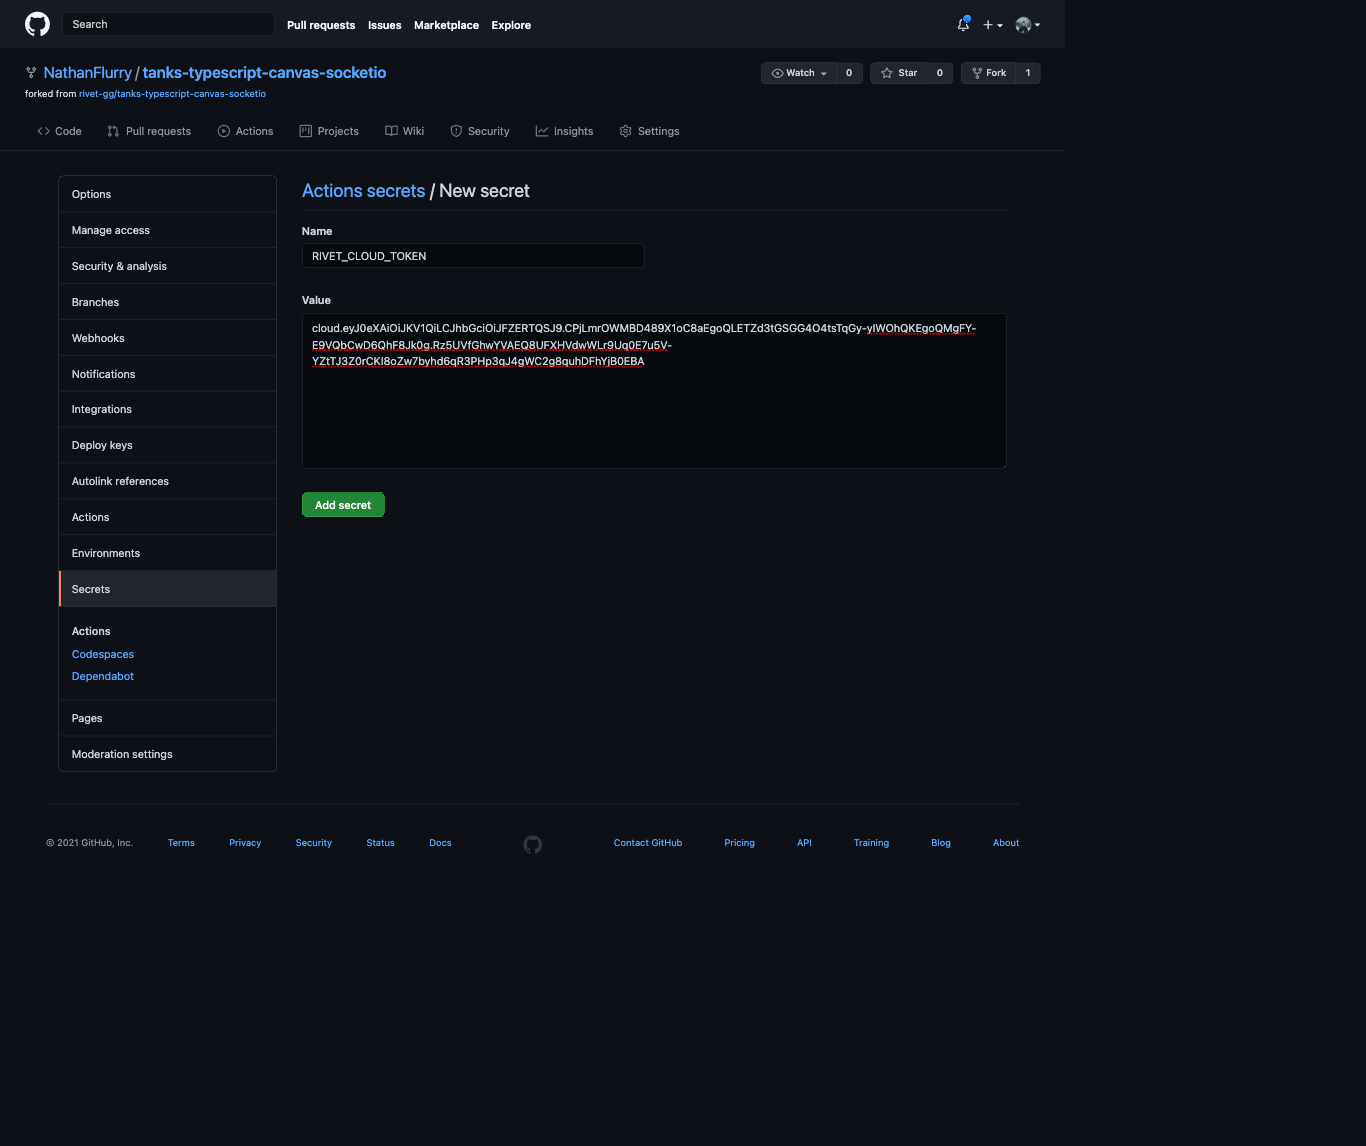 Search
Pull requests Issues Marketplace Explore
NathanFlurry / tanks-typescript-canvas-socketio
Watch 0 Star 0 Fork 1
forked from rivet-gg/tanks-typescript-canvas-socketio
Code Pull requests Actions Projects Wiki Security Insights Settings
Options
Manage access
Security & analysis
Branches
Webhooks
Notifications
Integrations
Deploy keys
Autolink references
Actions
Environments
Secrets
Actions
Codespaces
Dependabot
Pages
Moderation settings
Actions secrets / New secret
Name
RIVET_CLOUD_TOKEN
Value
cloud.eyJ0eXAiOiJKV1QiLCJhbGciOiJFZERTQSJ9.CPjLmrOWMBD489X1oC8aEgoQLETZd3tGSGG4O4tsTqGy-yIWOhQKEgoQMgFY-
E9VQbCwD6QhF8Jk0g.Rz5UVfGhwYVAEQ8UFXHVdwWLr9Uq0E7u5V-
YZtTJ3Z0rCKI8oZw7byhd6qR3PHp3qJ4gWC2g8quhDFhYjB0EBA
Add secret
© 2021 GitHub, Inc. Terms Privacy Security Status Docs Contact GitHub Pricing API Training Blog About